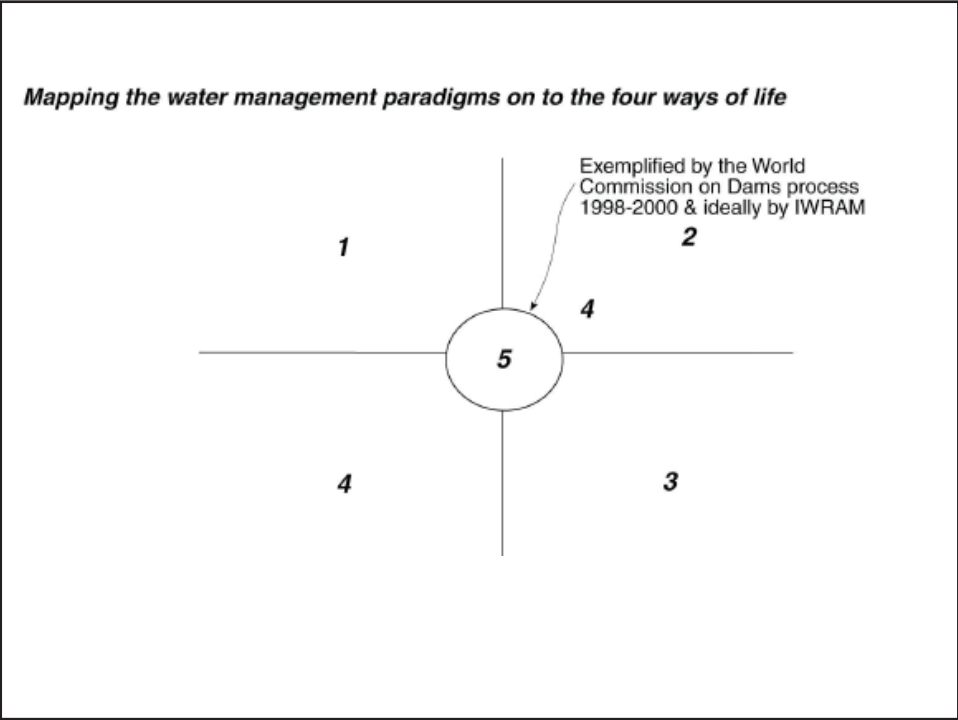 Mapping the water management paradigms on to the four ways of life
Exemplified by the World
Commission on Dams process
1998-2000 & ideally by IWRAM
1
2
4
5
4
3